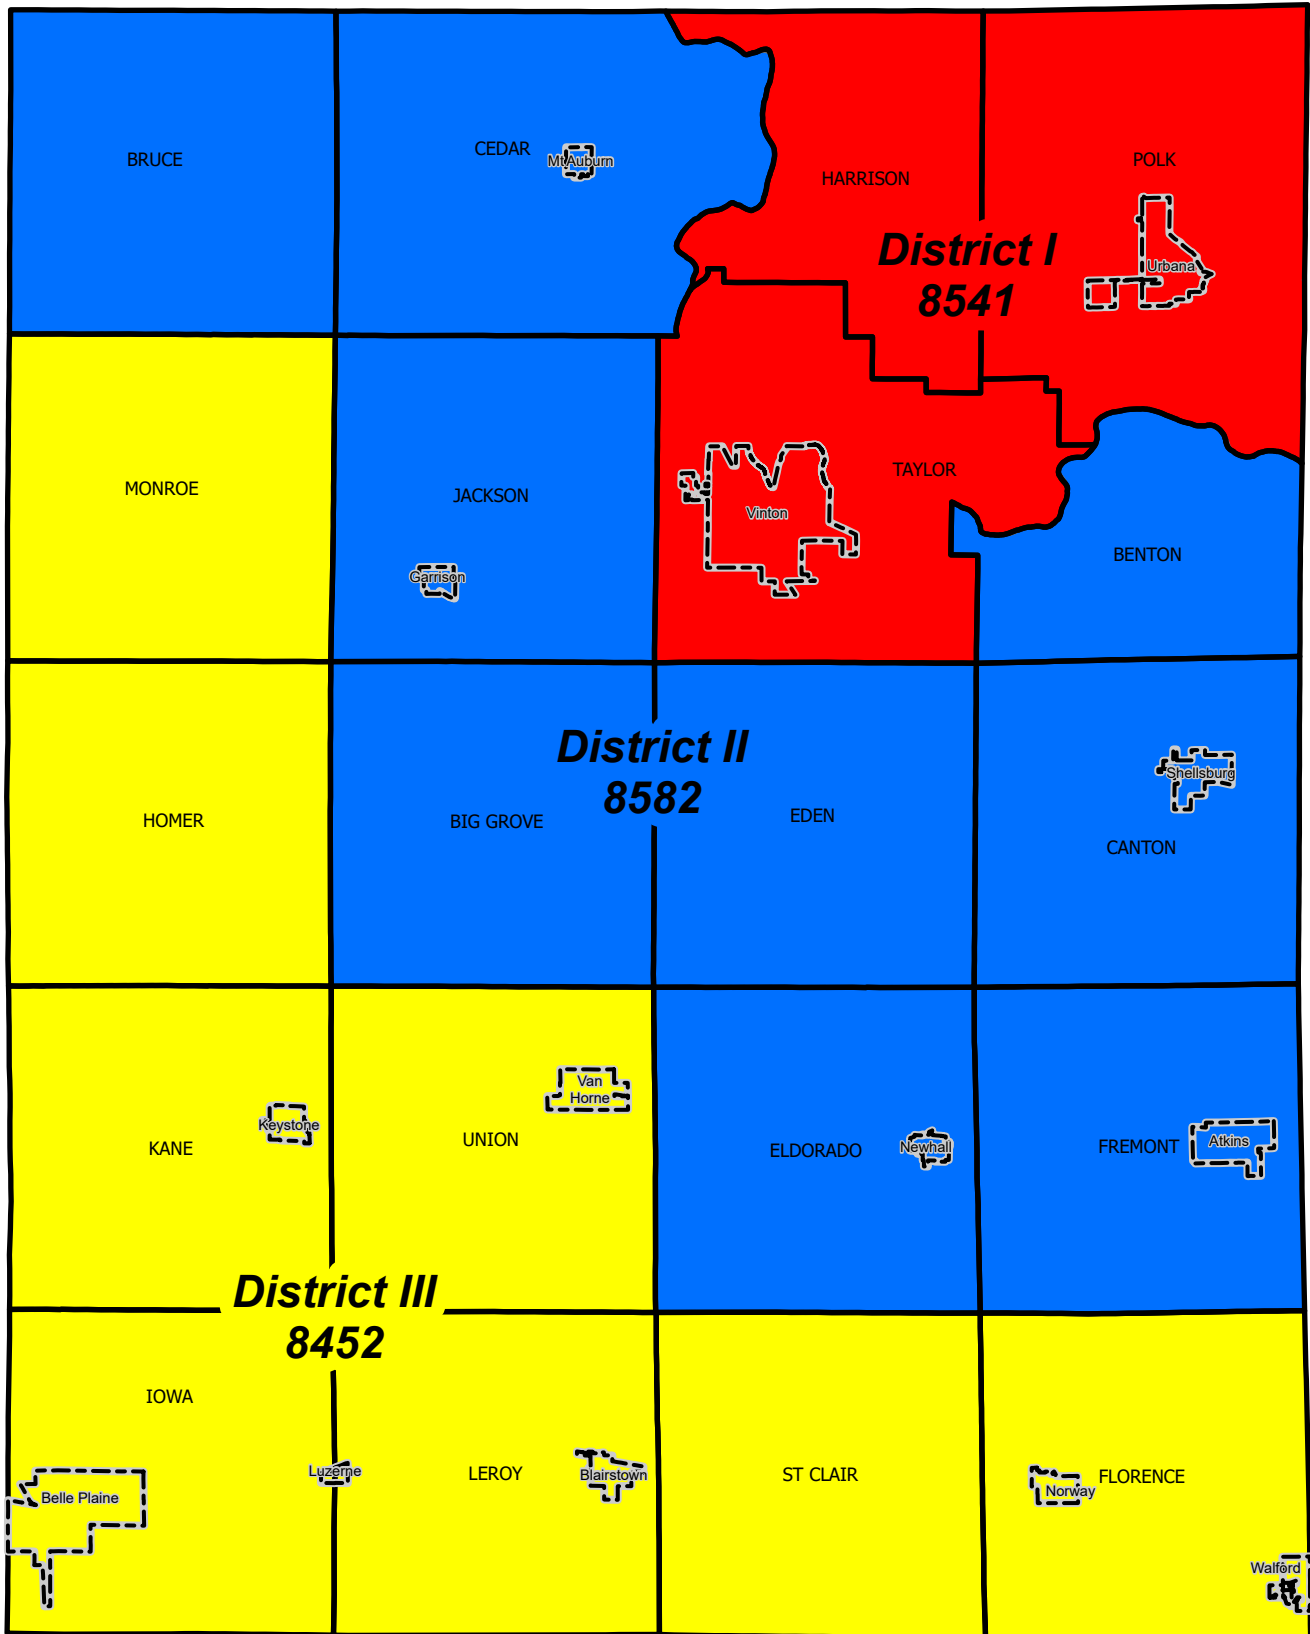 BRUCE
CEDAR
Mt Auburn
HARRISON
POLK
District I
8541
Urbana
MONROE
JACKSON
Garrison
TAYLOR
Vinton
BENTON
HOMER
District II
8582
BIG GROVE
EDEN
Shellsburg
CANTON
Van
Horne
Keystone
KANE
UNION
ELDORADO
Newhall
FREMONT
Atkins
District III
8452
IOWA
Luzerne
LEROY
Blairstown
ST CLAIR
FLORENCE
Belle Plaine
Norway
Walford